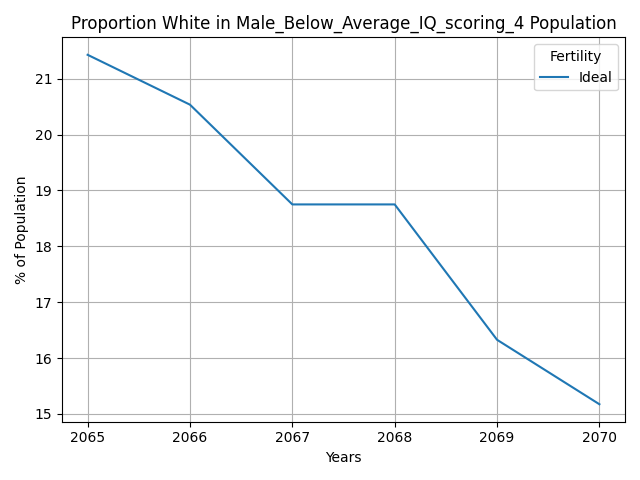 Proportion White in Male_Below_Average_IQ_scoring_4 Population
Fertility
Ideal
% of Population
21
20
19
18
17
16
15
2065 2066 2067 2068 2069 2070
Years